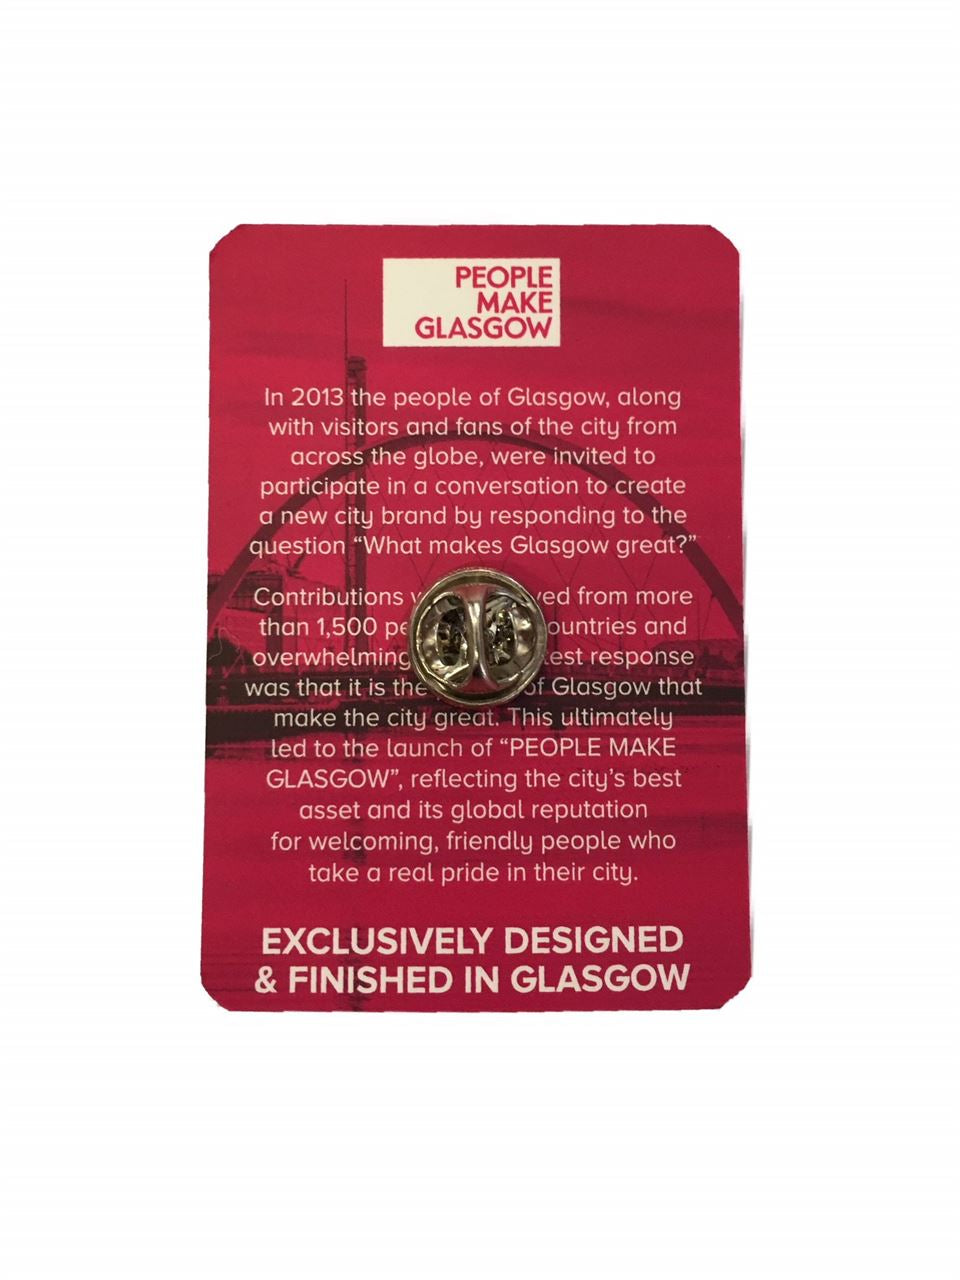 PEOPLE
MAKE
GLASGOW
In 2013 the people of Glasgow, along
with visitors and fans of the city from
across the globe, were invited to
participate in a conversation to create
a new city brand by responding to the
question “What makes Glasgow great?”
Contributions from more
than 1,500 and
overwhelming response
was that it is the of Glasgow that
make the city great. This ultimately
led to the launch of “PEOPLE MAKE
GLASGOW”, reflecting the city’s best
asset and its global reputation
for welcoming, friendly people who
take a real pride in their city.
EXCLUSIVELY DESIGNED
& FINISHED IN GLASGOW